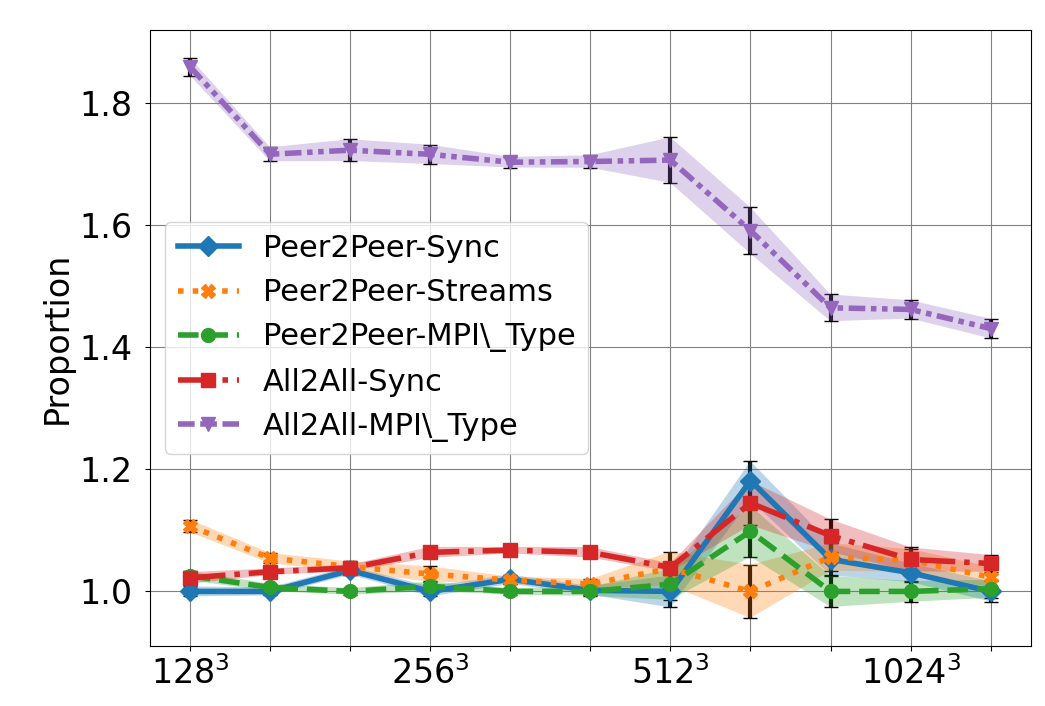 1.8
1.6
1.4
1.2
1.0
Proportion
Peer2Peer-Sync
Peer2Peer-Streams
Peer2Peer-MPI\_Type
All2All-Sync
All2All-MPI\_Type
128³ 256³ 512³ 1024³